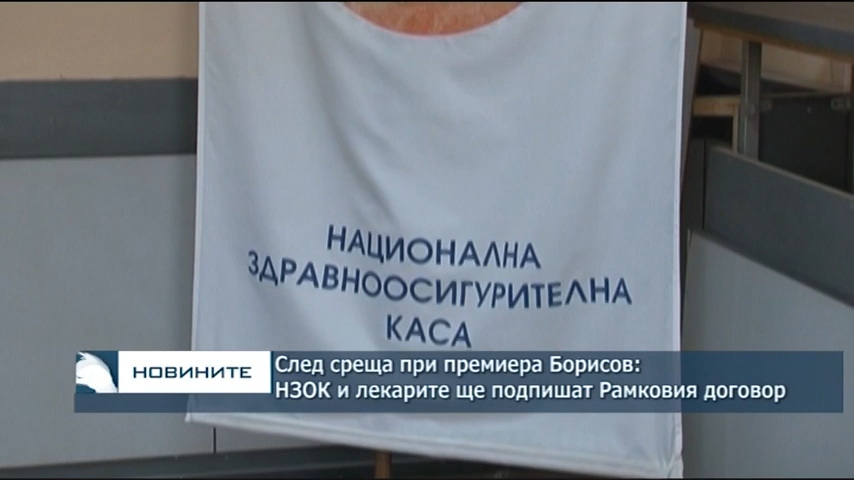 НАЦИОНАЛНА
ЗДРАВНООСИГУРИТЕЛНА
КАСА
НОВИНИТЕ
След среща при премиера Борисов:
НЗОК и лекарите ще подпишат Рамковия договор